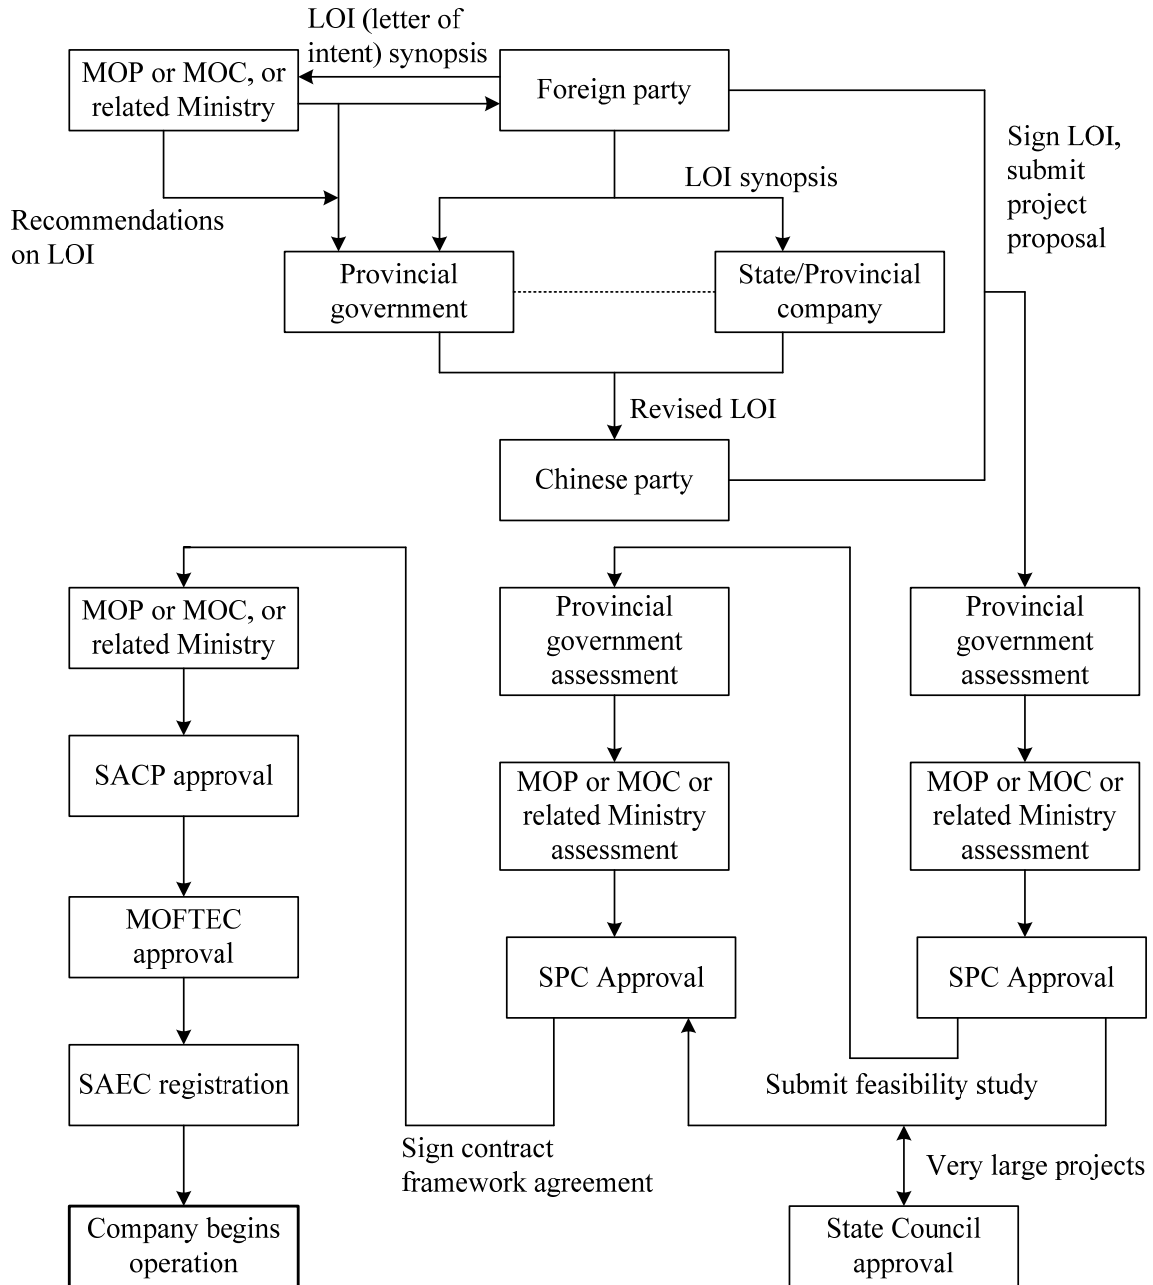 LOI (letter of
intent) synopsis
MOP or MOC, or
related Ministry
Foreign party
Sign LOI,
submit
project
proposal
LOI synopsis
Recommendations
on LOI
Provincial
government
State/Provincial
company
Revised LOI
Chinese party
MOP or MOC, or
related Ministry
Provincial
government
assessment
Provincial
government
assessment
SACP approval
MOP or MOC or
related Ministry
assessment
MOP or MOC or
related Ministry
assessment
MOFTEC
approval
SPC Approval
SPC Approval
SAEC registration
Submit feasibility study
Sign contract
framework agreement
Very large projects
Company begins
operation
State Council
approval